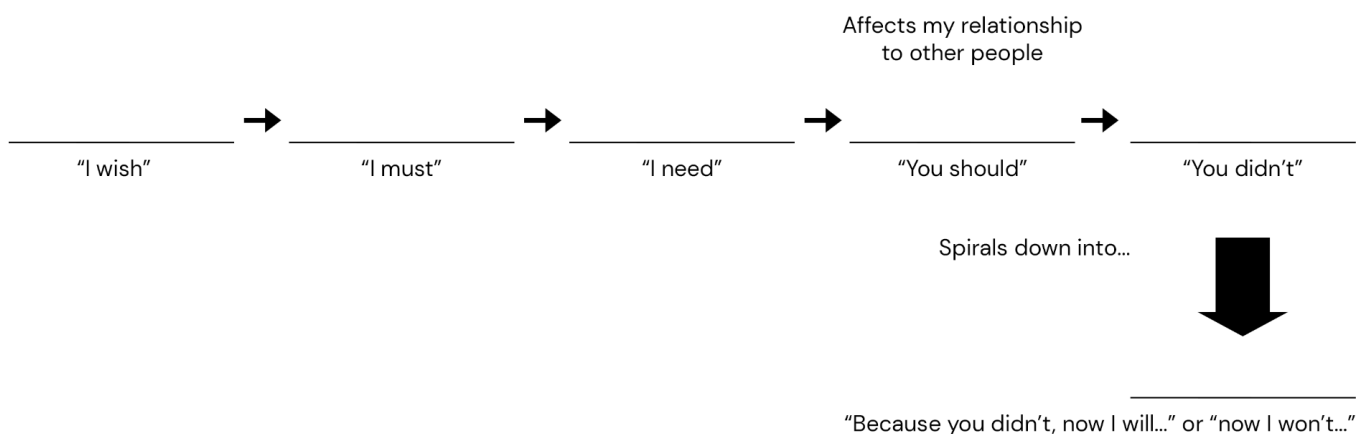 Affects my relationship
to other people
“I wish”
“I must”
“I need”
“You should”
“You didn’t”
Spirals down into...
“Because you didn’t, now I will...” or “now I won’t...”